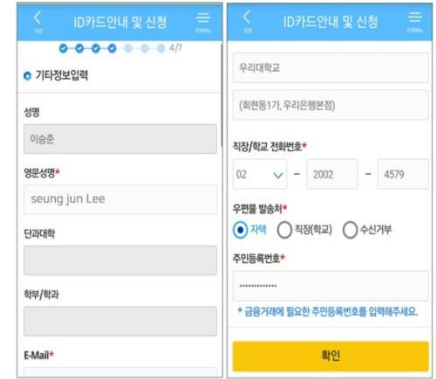 ID카드안내 및 신청
4/7
기타정보입력
성명
이승준
영문성명*
seung jun Lee
단과대학
학부/학과
E-Mail*
ID카드안내 및 신청
우리대학교
(회현동1가, 우리은행본점)
직장/학교 전화번호*
02 - 2002 - 4579
우편물 발송처*
자택 직장(학교) 수신거부
주민등록번호*
•••••••••••••
* 금융거래에 필요한 주민등록번호를 입력해주세요.
확인